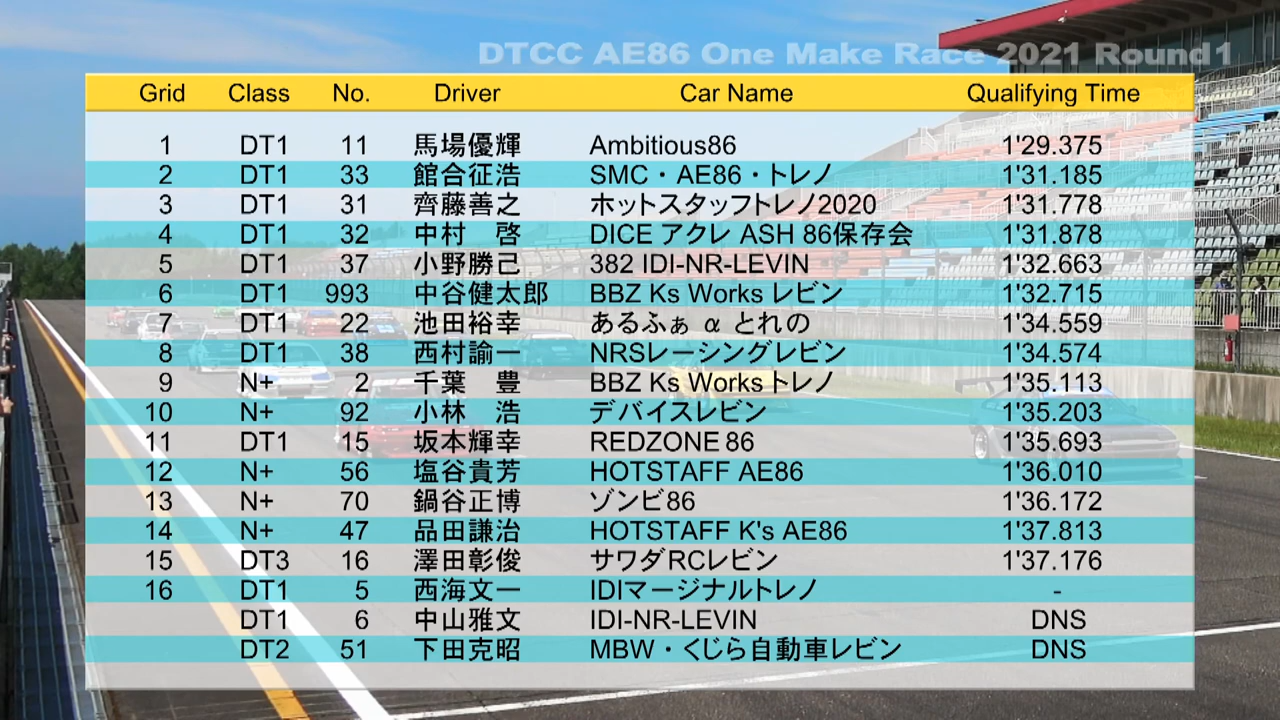 DTCC AE86 One Make Race 2021 Round1
Grid Class No. Driver Car Name Qualifying Time
1 DT1 11 馬場優輝 Ambitious86 1'29.375
2 DT1 33 館合征浩 SMC・AE86・トレノ 1'31.185
3 DT1 31 齊藤善之 ホットスタッフトレノ2020 1'31.778
4 DT1 32 中村　啓 DICE アクレ ASH 86保存会 1'31.878
5 DT1 37 小野勝己 382 IDI-NR-LEVIN 1'32.663
6 DT1 993 中谷健太郎 BBZ Ks Works レビン 1'32.715
7 DT1 22 池田裕幸 あるふぁ α とれの 1'34.559
8 DT1 38 西村諭一 NRSレーシングレビン 1'34.574
9 N+ 2 千葉　豊 BBZ Ks Works トレノ 1'35.113
10 N+ 92 小林　浩 デバイスレビン 1'35.203
11 DT1 15 坂本輝幸 REDZONE 86 1'35.693
12 N+ 56 塩谷貴芳 HOTSTAFF AE86 1'36.010
13 N+ 70 鍋谷正博 ゾンビ86 1'36.172
14 N+ 47 品田謙治 HOTSTAFF K's AE86 1'37.813
15 DT3 16 澤田彰俊 サワダRCレビン 1'37.176
16 DT1 5 西海文一 IDIマージナルトレノ -
DT1 6 中山雅文 IDI-NR-LEVIN DNS
DT2 51 下田克昭 MBW・くじら自動車レビン DNS